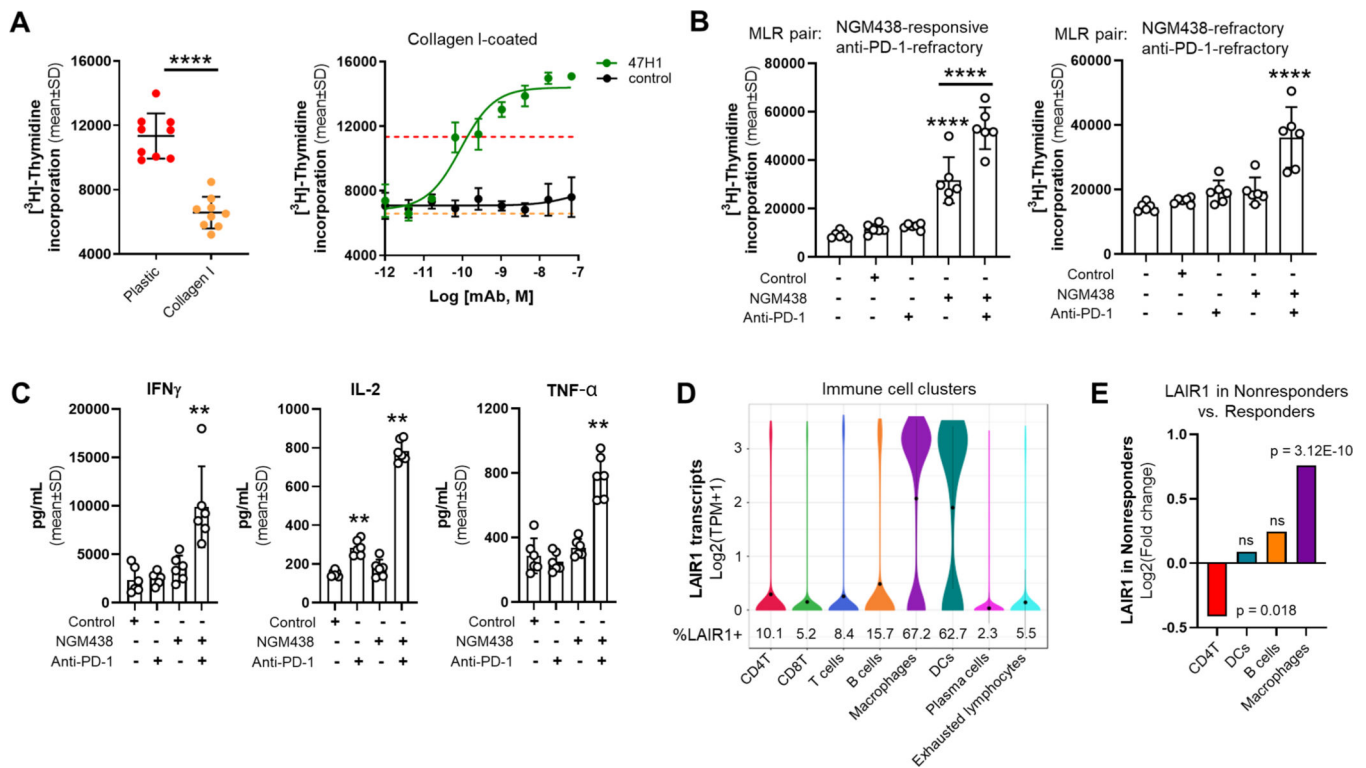 A
[³H]-Thymidine
incorporation (mean±SD)
16000
12000
8000
4000
****
Plastic
Collagen I
Collagen I-coated
47H1
control
[³H]-Thymidine
incorporation (mean±SD)
16000
13000
10000
7000
4000
-12
-11
-10
-9
-8
-7
Log [mAb, M]
B
MLR pair:
NGM438-responsive
anti-PD-1-refractory
[³H]-Thymidine
incorporation (mean±SD)
80000
60000
40000
20000
0
****
****
Control - + - - -
NGM438 - - - + +
Anti-PD-1 - - + - +
MLR pair:
NGM438-refractory
anti-PD-1-refractory
[³H]-Thymidine
incorporation (mean±SD)
60000
40000
20000
0
****
Control - + - - -
NGM438 - - - + +
Anti-PD-1 - - + - +
C
IFNγ
pg/mL
(mean±SD)
20000
15000
10000
5000
0
**
Control + - - -
NGM438 - - + +
Anti-PD-1 - + - +
IL-2
pg/mL
(mean±SD)
1000
800
600
400
200
0
**
**
Control + - - -
NGM438 - - + +
Anti-PD-1 - + - +
TNF-α
pg/mL
(mean±SD)
1200
800
400
0
**
Control + - - -
NGM438 - - + +
Anti-PD-1 - + - +
D
Immune cell clusters
LAIR1 transcripts
Log2(TPM+1)
3
2
1
0
%LAIR1+ 10.1 5.2 8.4 15.7 67.2 62.7 2.3 5.5
CD4T
CD8T
T cells
B cells
Macrophages
DCs
Plasma cells
Exhausted lymphocytes
E
LAIR1 in Nonresponders
vs. Responders
LAIR1 in Nonresponders
Log2(Fold change)
1.0
0.5
0.0
-0.5
p = 3.12E-10
ns
ns
p = 0.018
CD4T
DCs
B cells
Macrophages